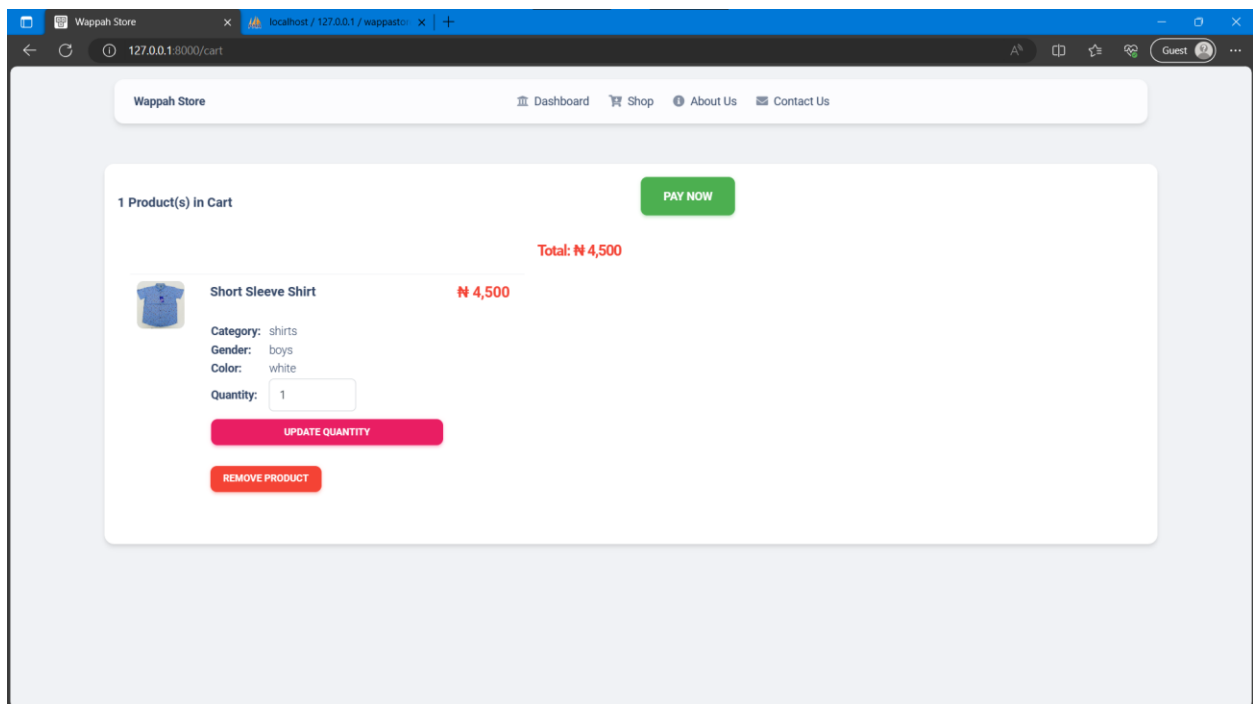 Wappah Store
localhost / 127.0.0.1 / wappastor
127.0.0.1:8000/cart
Guest
Wappah Store Dashboard Shop About Us Contact Us
1 Product(s) in Cart PAY NOW
Total: ₦ 4,500
Short Sleeve Shirt ₦ 4,500
Category: shirts
Gender: boys
Color: white
Quantity: 1
UPDATE QUANTITY
REMOVE PRODUCT